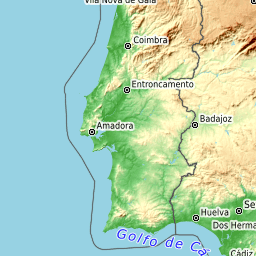 Vila Nova de Gaia
Coimbra
Entroncamento
Badajoz
Amadora
Se
Huelva
Dos Herma
Golfo de Cá
Cádiz